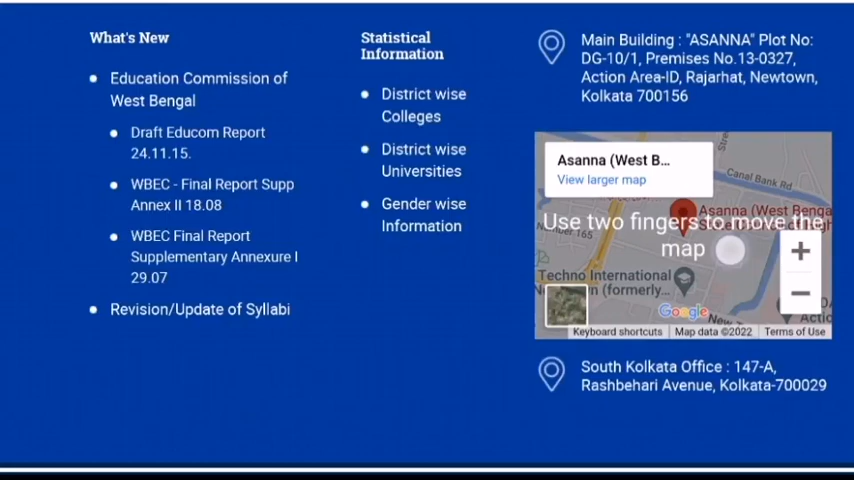 What's New
Education Commission of
West Bengal
Draft Educom Report
24.11.15.
WBEC - Final Report Supp
Annex II 18.08
WBEC Final Report
Supplementary Annexure I
29.07
Revision/Update of Syllabi
Statistical
Information
District wise
Colleges
District wise
Universities
Gender wise
Information
Main Building : "ASANNA" Plot No:
DG-10/1, Premises No.13-0327,
Action Area-ID, Rajarhat, Newtown,
Kolkata 700156
Asanna (West B...
View larger map
Canal Bank Rd
Asanna (West Benga
Use two fingers to move the
map
165
Techno International
(formerly...
Google
Keyboard shortcuts
Map data ©2022
Terms of Use
South Kolkata Office : 147-A,
Rashbehari Avenue, Kolkata-700029